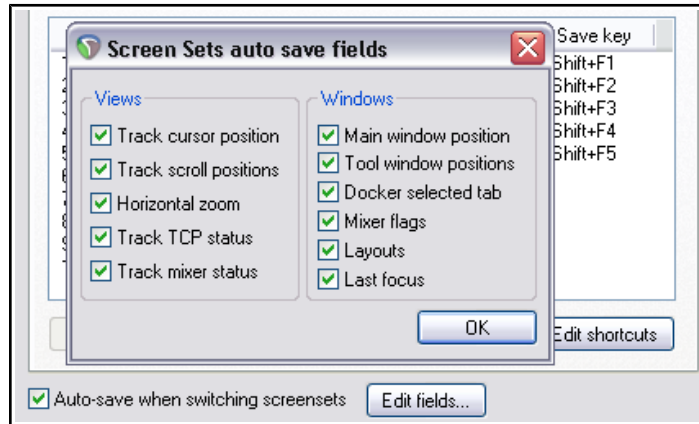 Save key
Screen Sets auto save fields
Shift+F1
Shift+F2
Shift+F3
Shift+F4
Shift+F5
Views
Track cursor position
Track scroll positions
Horizontal zoom
Track TCP status
Track mixer status
Windows
Main window position
Tool window positions
Docker selected tab
Mixer flags
Layouts
Last focus
OK
Edit shortcuts
Auto-save when switching screensets
Edit fields...